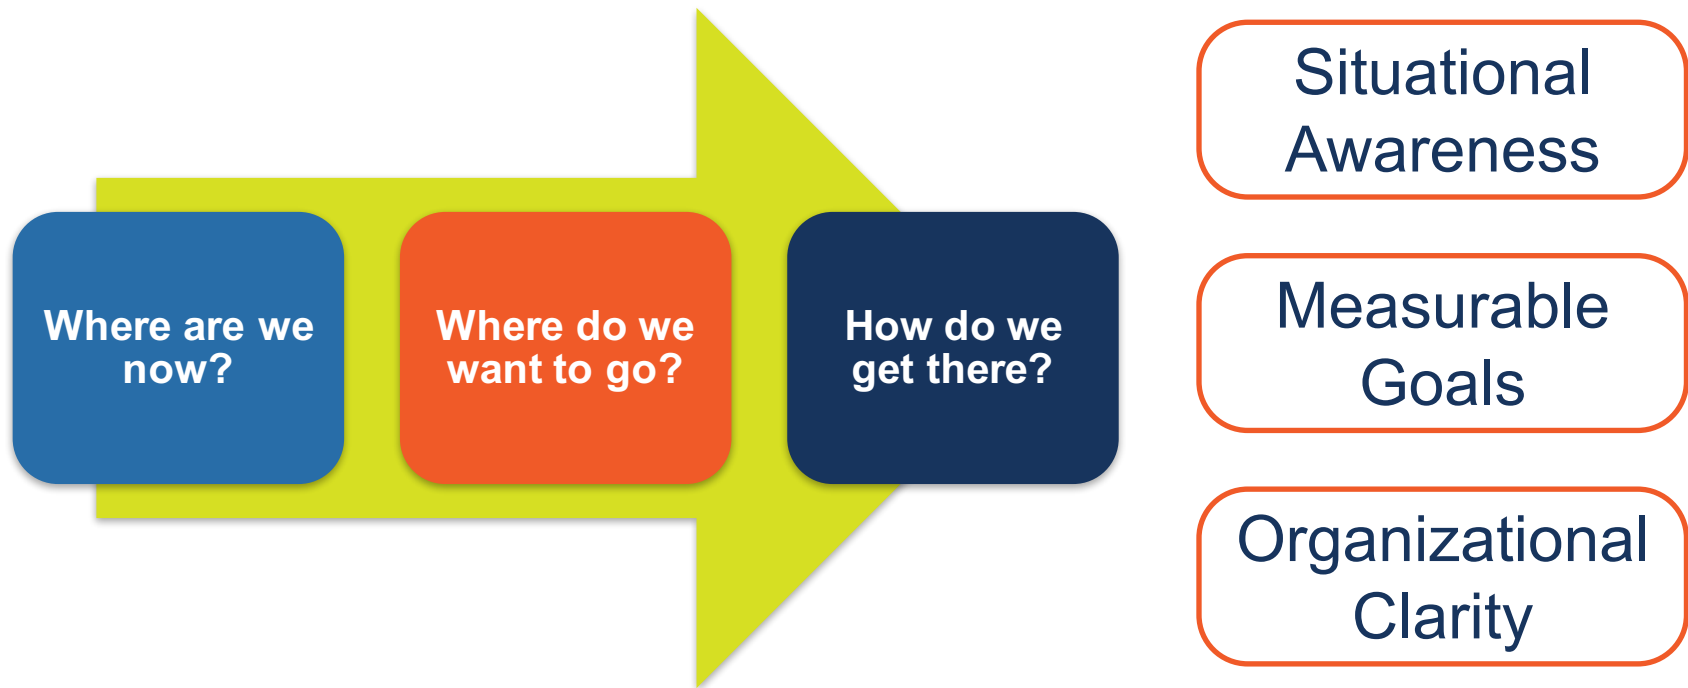 Where are we
now?
Where do we
want to go?
How do we
get there?
Situational
Awareness
Measurable
Goals
Organizational
Clarity